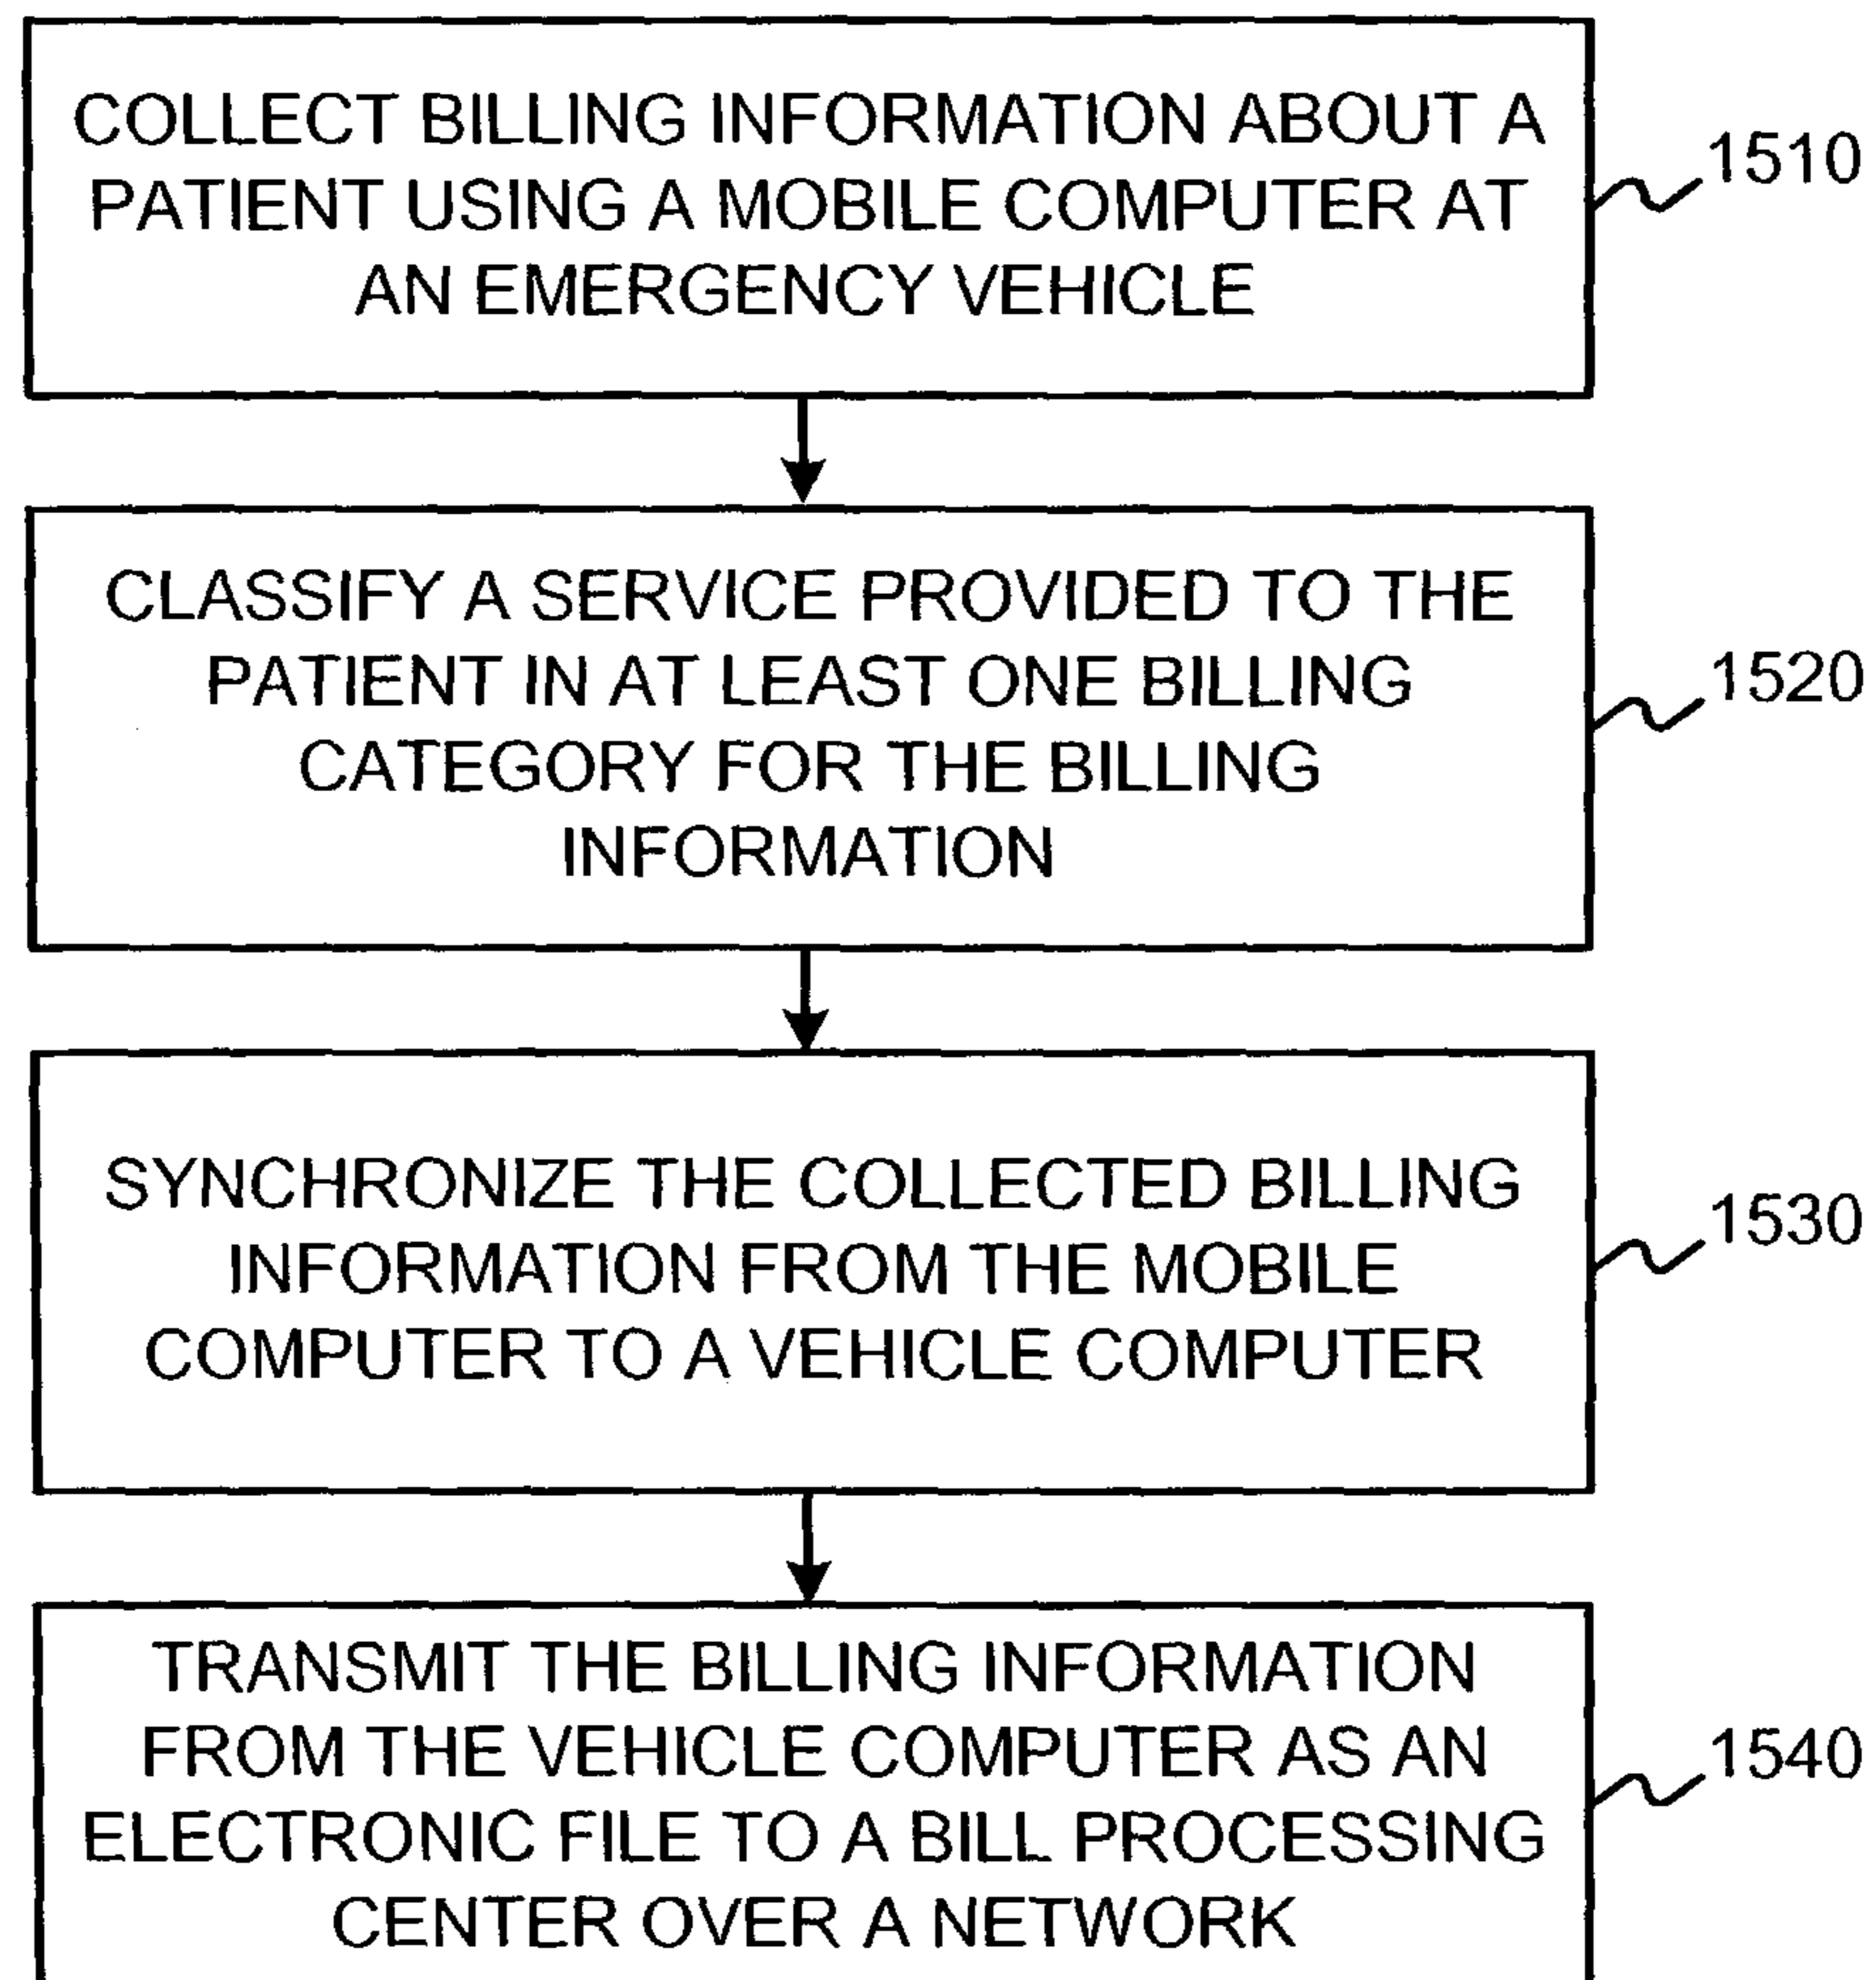 COLLECT BILLING INFORMATION ABOUT A
PATIENT USING A MOBILE COMPUTER AT
AN EMERGENCY VEHICLE
1510
CLASSIFY A SERVICE PROVIDED TO THE
PATIENT IN AT LEAST ONE BILLING
CATEGORY FOR THE BILLING
INFORMATION
1520
SYNCHRONIZE THE COLLECTED BILLING
INFORMATION FROM THE MOBILE
COMPUTER TO A VEHICLE COMPUTER
1530
TRANSMIT THE BILLING INFORMATION
FROM THE VEHICLE COMPUTER AS AN
ELECTRONIC FILE TO A BILL PROCESSING
CENTER OVER A NETWORK
1540